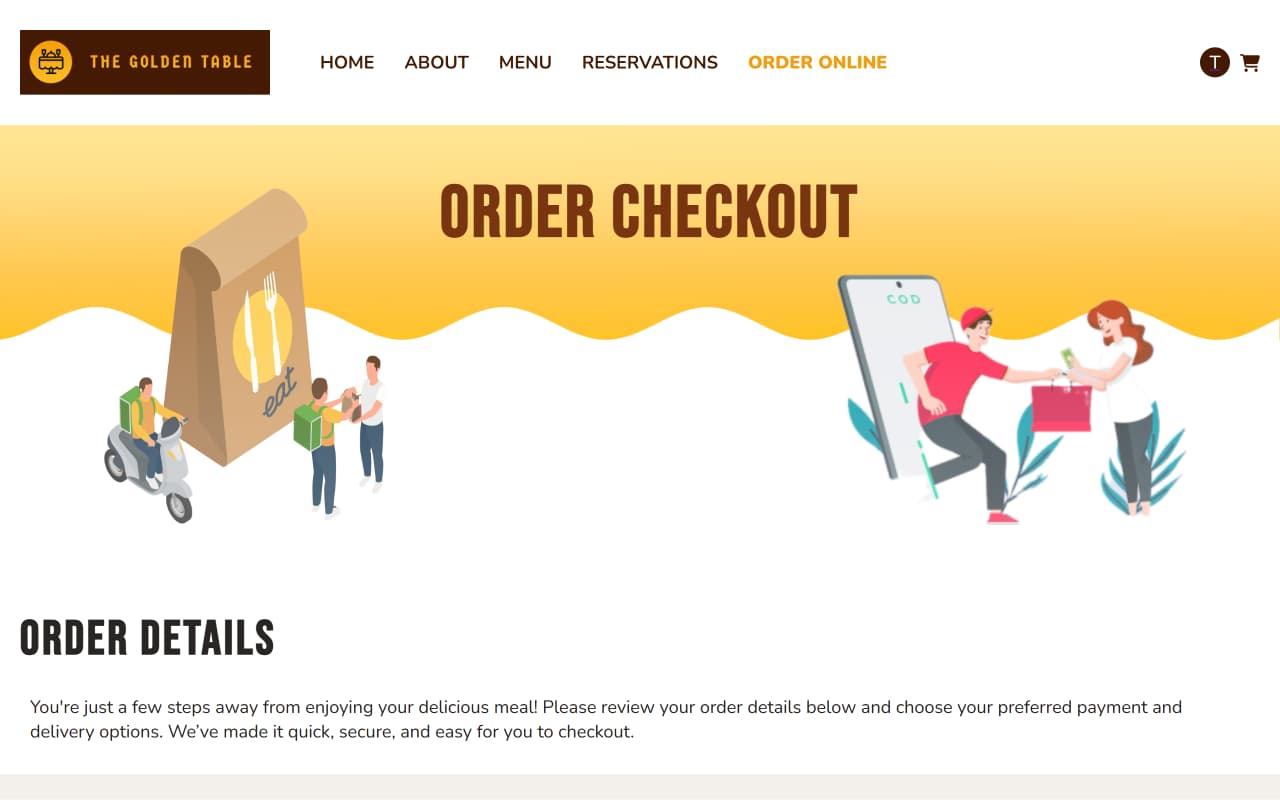 THE GOLDEN TABLE
HOME ABOUT MENU RESERVATIONS ORDER ONLINE
T
ORDER CHECKOUT
COD
eat
ORDER DETAILS
You're just a few steps away from enjoying your delicious meal! Please review your order details below and choose your preferred payment and
delivery options. We’ve made it quick, secure, and easy for you to checkout.